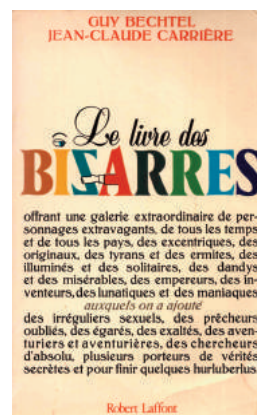 GUY BECHTEL
JEAN-CLAUDE CARRIÈRE
Le livre des
BIZARRES
offrant une galerie extraordinaire de per-
sonnages extravagants, de tous les temps
et de tous les pays, des excentriques, des
originaux, des tyrans et des ermites, des
illuminés et des solitaires, des dandys
et des misérables, des empereurs, des in-
venteurs, des lunatiques et des maniaques
auxquels on a ajouté
des irréguliers sexuels, des prêcheurs
oubliés, des égarés, des exaltés, des aven-
turiers et aventurières, des chercheurs
d'absolu, plusieurs porteurs de vérités
secrètes et pour finir quelques hurluberlus
Robert Laffont